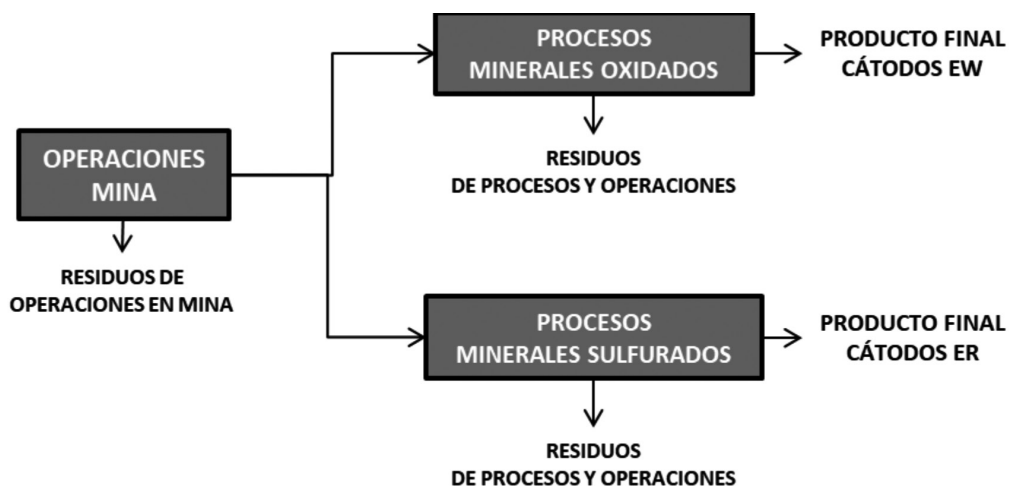 PROCESOS
MINERALES OXIDADOS
PRODUCTO FINAL
CÁTODOS EW
RESIDUOS
DE PROCESOS Y OPERACIONES
OPERACIONES
MINA
RESIDUOS DE
OPERACIONES EN MINA
PROCESOS
MINERALES SULFURADOS
PRODUCTO FINAL
CÁTODOS ER
RESIDUOS
DE PROCESOS Y OPERACIONES